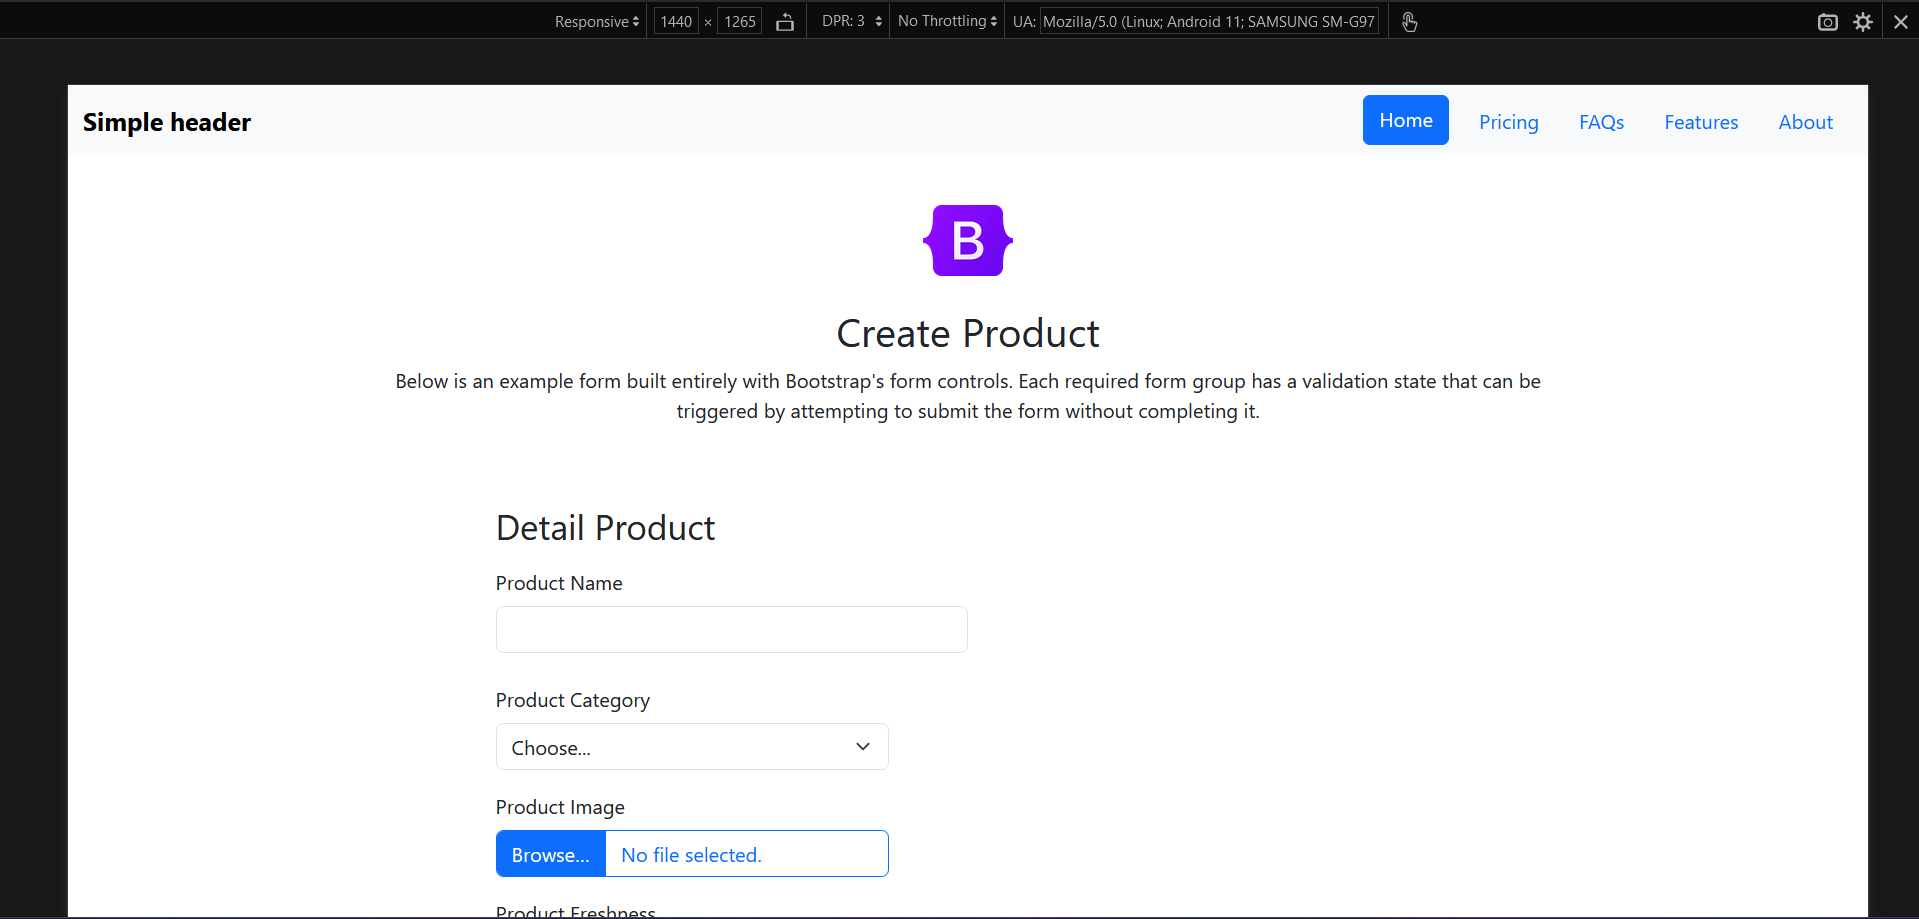 Responsive 1440 × 1265 DPR: 3 No Throttling UA: Mozilla/5.0 (Linux; Android 11; SAMSUNG SM-G97
Simple header Home Pricing FAQs Features About
B
Create Product
Below is an example form built entirely with Bootstrap's form controls. Each required form group has a validation state that can be
triggered by attempting to submit the form without completing it.
Detail Product
Product Name
Product Category
Choose...
Product Image
Browse... No file selected.
Product Freshness